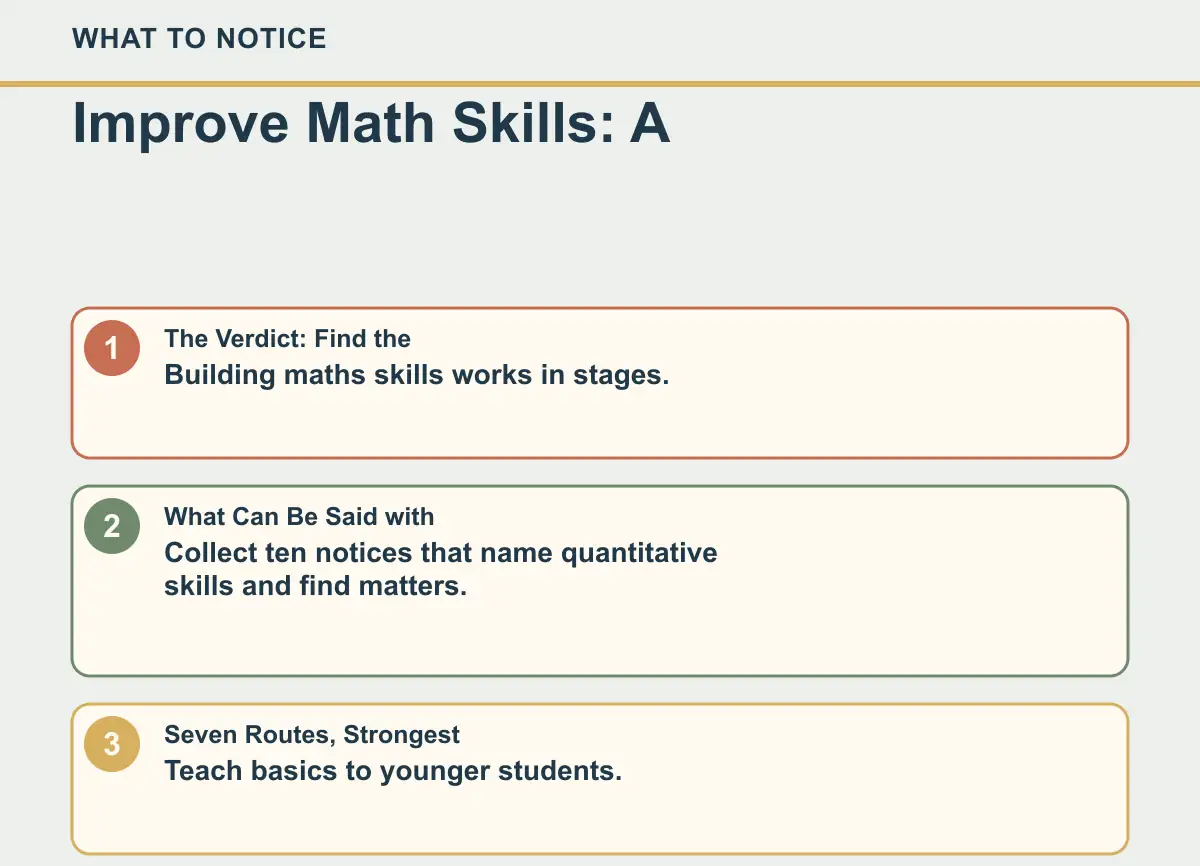 WHAT TO NOTICE
Improve Math Skills: A
1
The Verdict: Find the
Building maths skills works in stages.
2
What Can Be Said with
Collect ten notices that name quantitative
skills and find matters.
3
Seven Routes, Strongest
Teach basics to younger students.